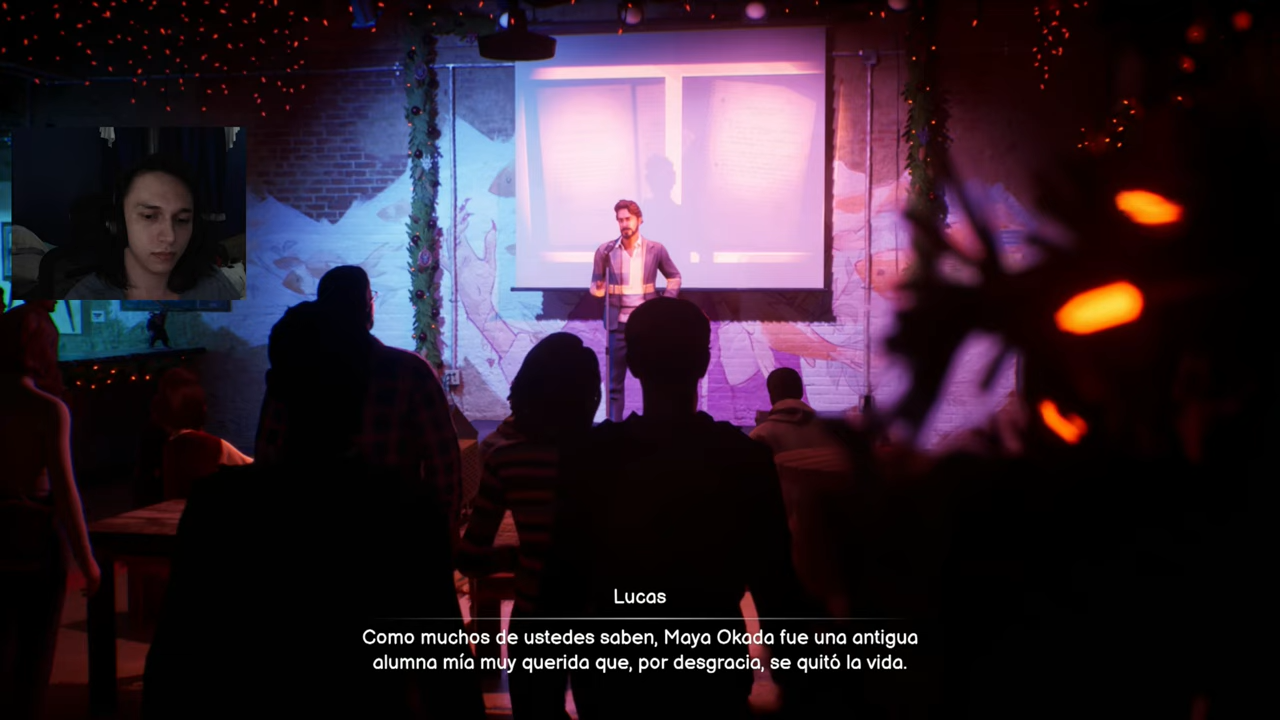 Lucas
Como muchos de ustedes saben, Maya Okada fue una antigua
alumna mía muy querida que, por desgracia, se quitó la vida.